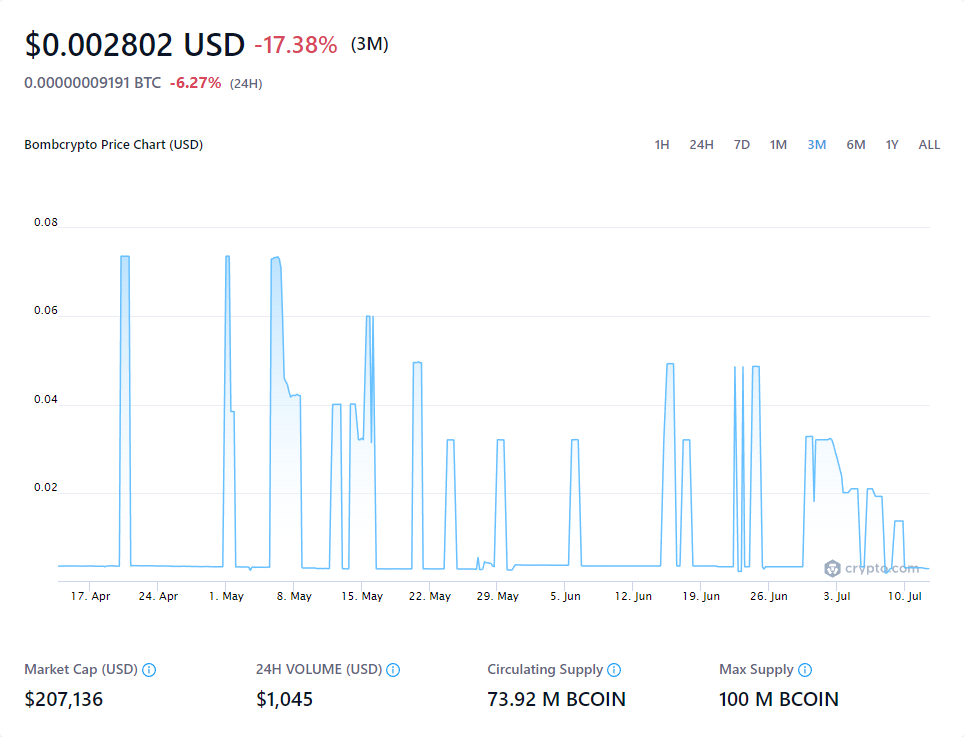 $0.002802 USD -17.38% (3M)
0.00000009191 BTC -6.27% (24H)
Bombcrypto Price Chart (USD) 1H 24H 7D 1M 3M 6M 1Y ALL
0.08
0.06
0.04
0.02
crypto.com
17. Apr 24. Apr 1. May 8. May 15. May 22. May 29. May 5. Jun 12. Jun 19. Jun 26. Jun 3. Jul 10. Jul
Market Cap (USD) 24H VOLUME (USD) Circulating Supply Max Supply
$207,136 $1,045 73.92 M BCOIN 100 M BCOIN